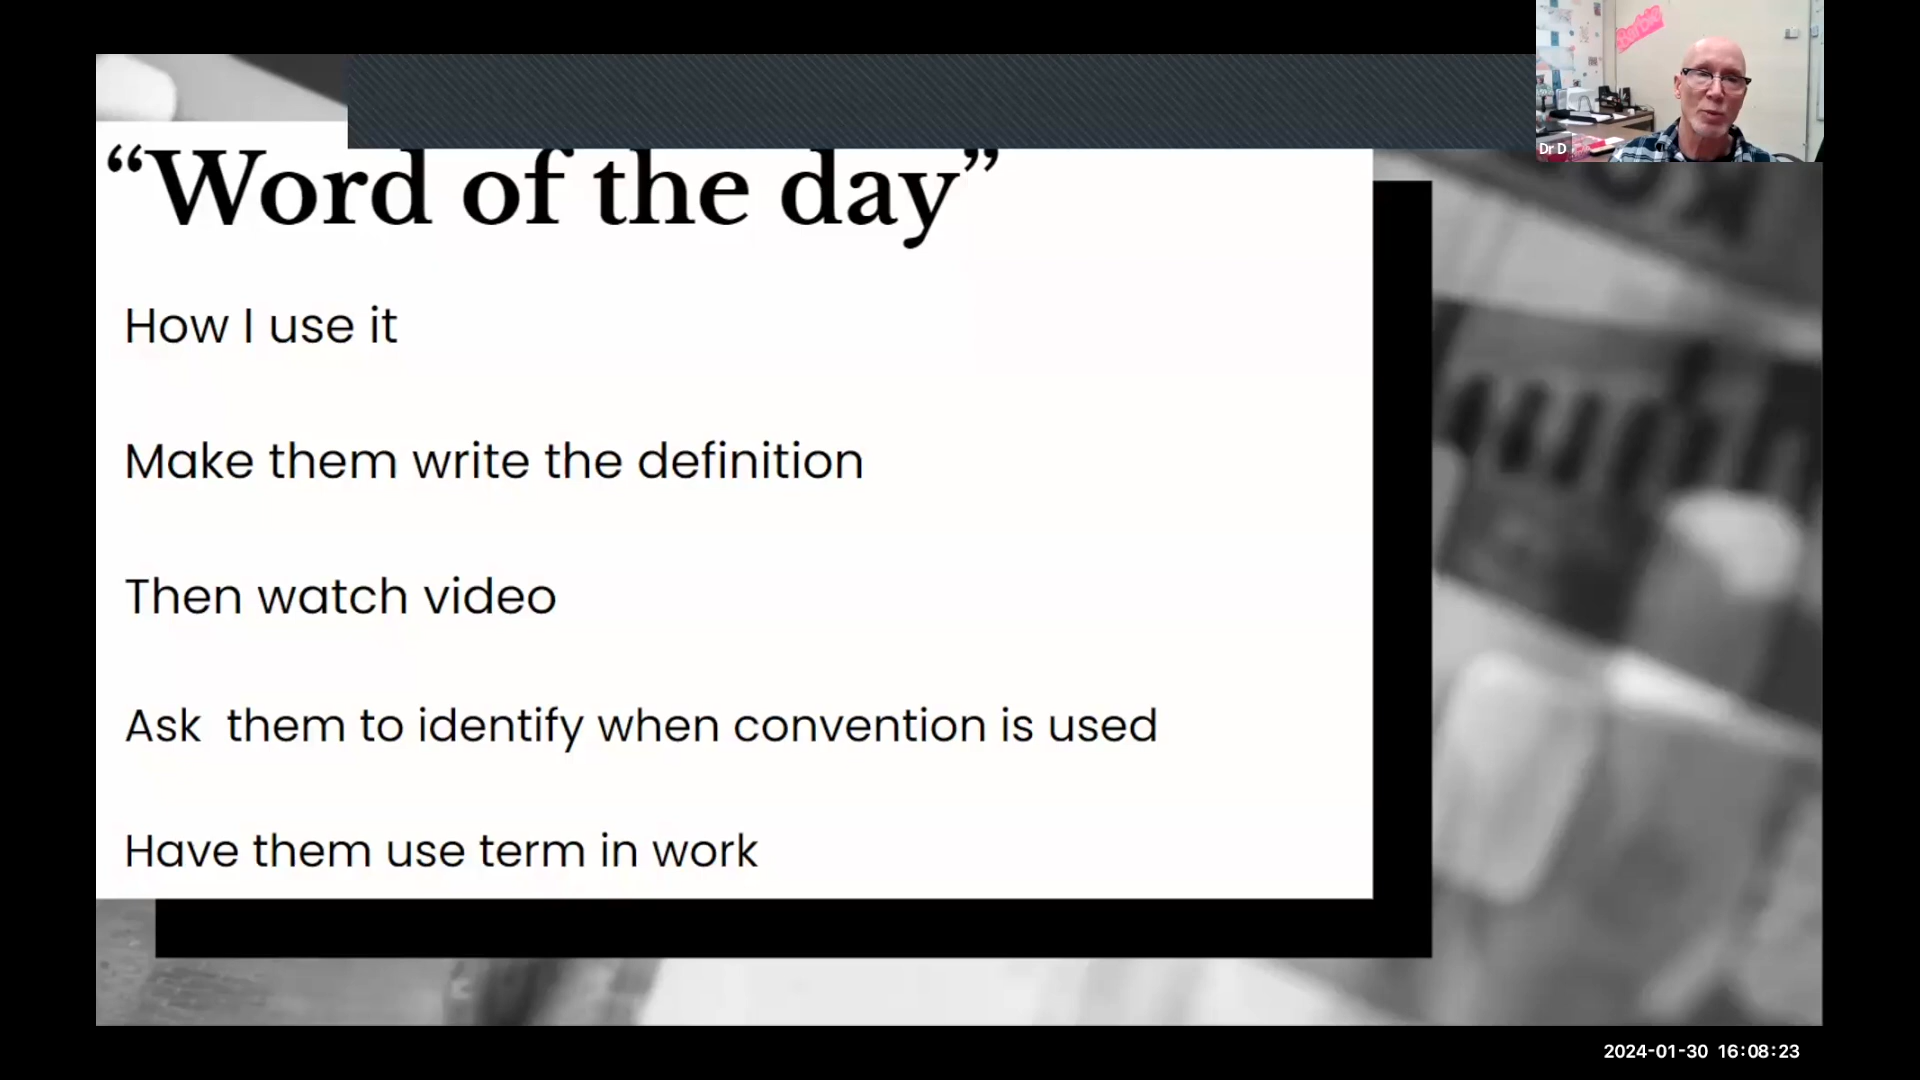 “Word of the day”
How I use it
Make them write the definition
Then watch video
Ask  them to identify when convention is used
Have them use term in work
Barbie
Dr D
2024-01-30 16:08:23